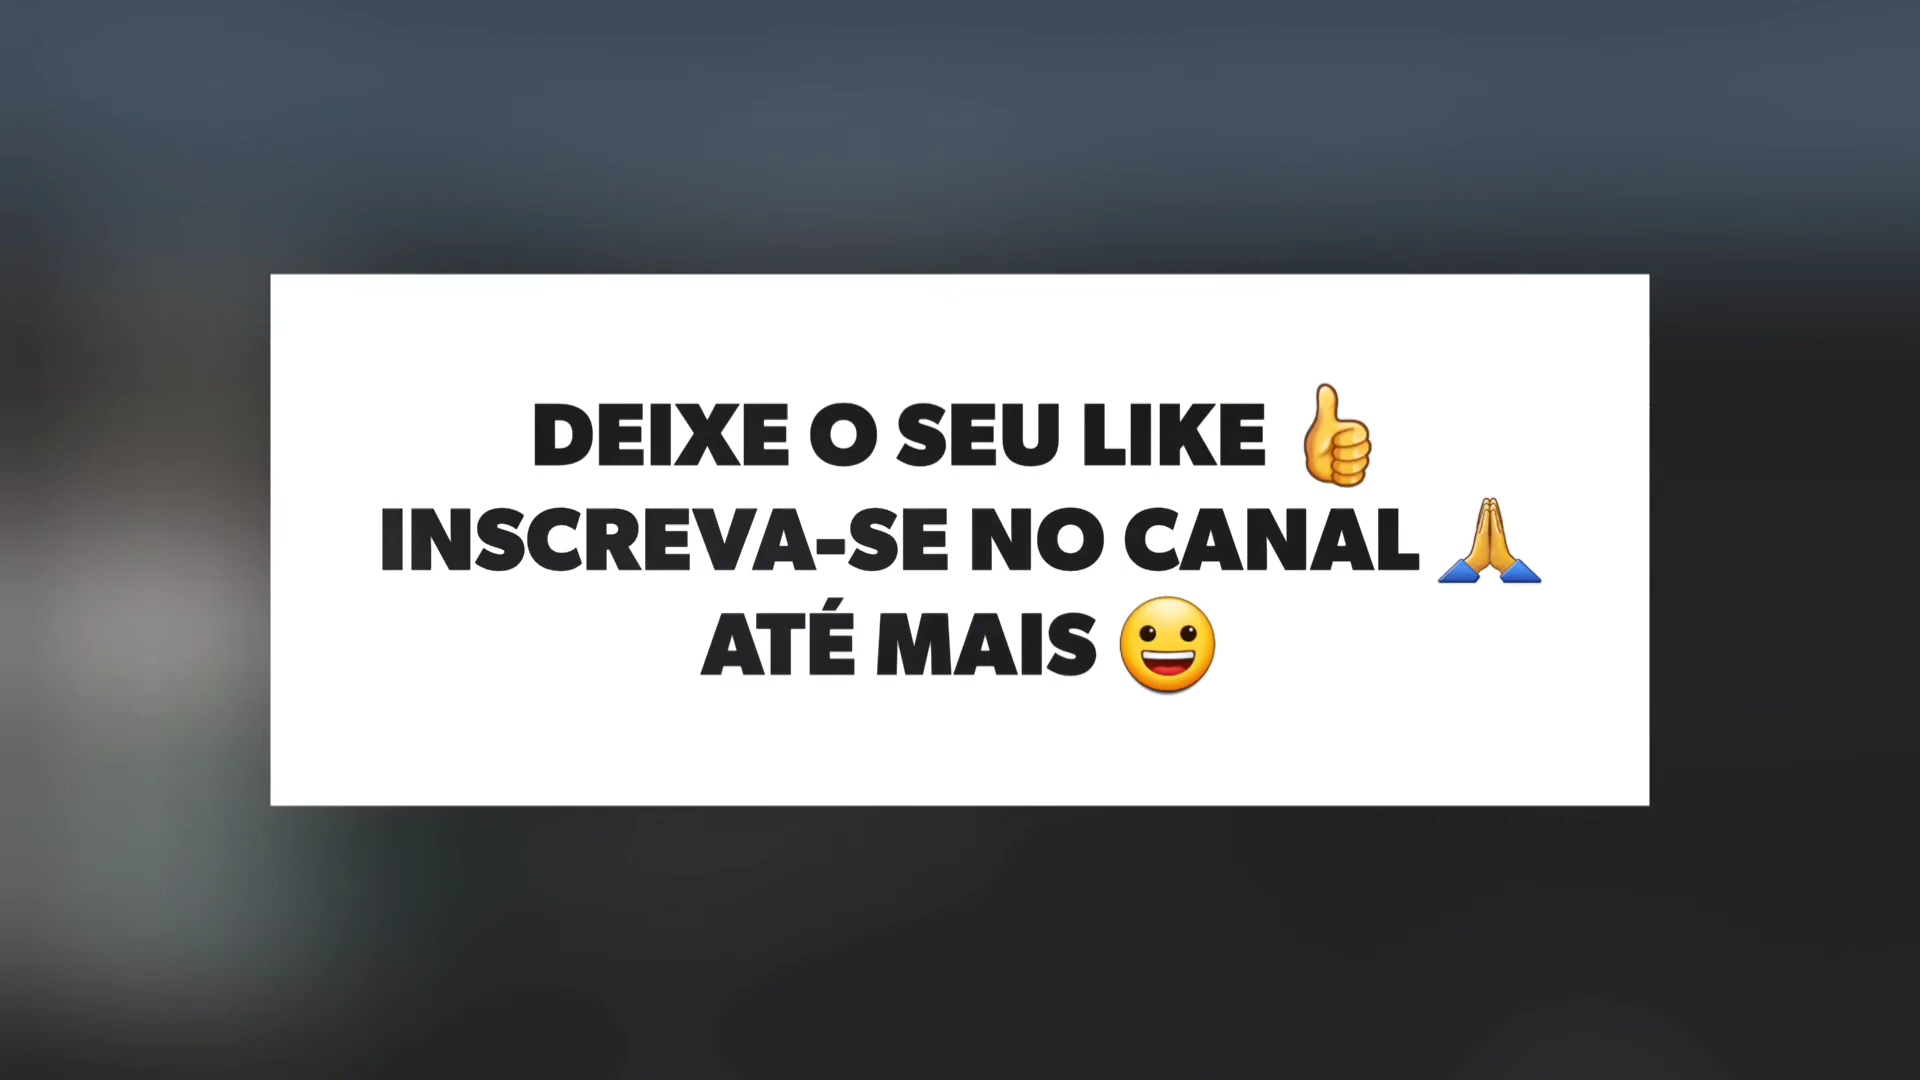 DEIXE O SEU LIKE 👍
INSCREVA-SE NO CANAL 🙏
ATÉ MAIS 😀